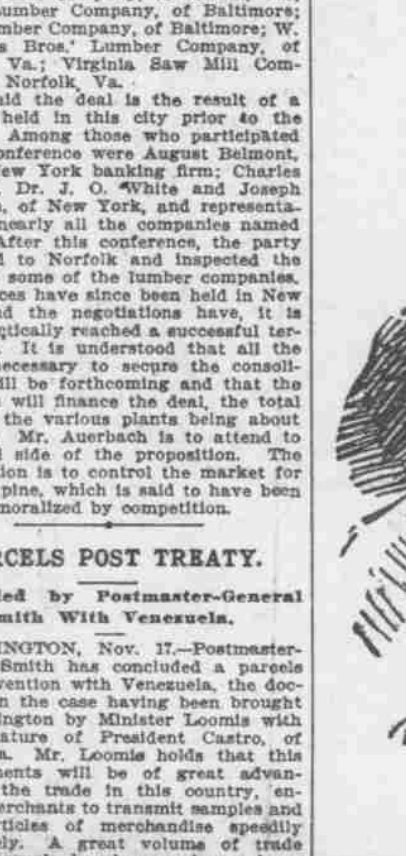 Lumber Company, of Baltimore;
mber Company, of Baltimore; W.
s Bros.' Lumber Company, of
Va.; Virginia Saw Mill Com-
Norfolk, Va.
aid the deal is the result of a
held in this city prior to the
Among those who participated
onference were August Belmont,
ew York banking firm; Charles
Dr. J. O. White and Joseph
, of New York, and representa-
nearly all the companies named
After this conference, the party
d to Norfolk and inspected the
some of the lumber companies.
ces have since been held in New
nd the negotiations have, it is
ctically reached a successful ter-
. It is understood that all the
necessary to secure the consoli-
ill be forthcoming and that the
will finance the deal, the total
the various plants being about
Mr. Auerbach is to attend to
l side of the proposition. The
tion is to control the market for
pine, which is said to have been
moralized by competition.
RCELS POST TREATY.
ded by Postmaster-General
mith With Venezuela.
INGTON, Nov. 17.—Postmaster-
Smith has concluded a parcels
vention with Venezuela, the doc-
n the case having been brought
ington by Minister Loomis with
ature of President Castro, of
a. Mr. Loomis holds that this
ments will be of great advan-
the trade in this country, en-
erchants to transmit samples and
rticles of merchandise speedily
ely. A great volume of trade